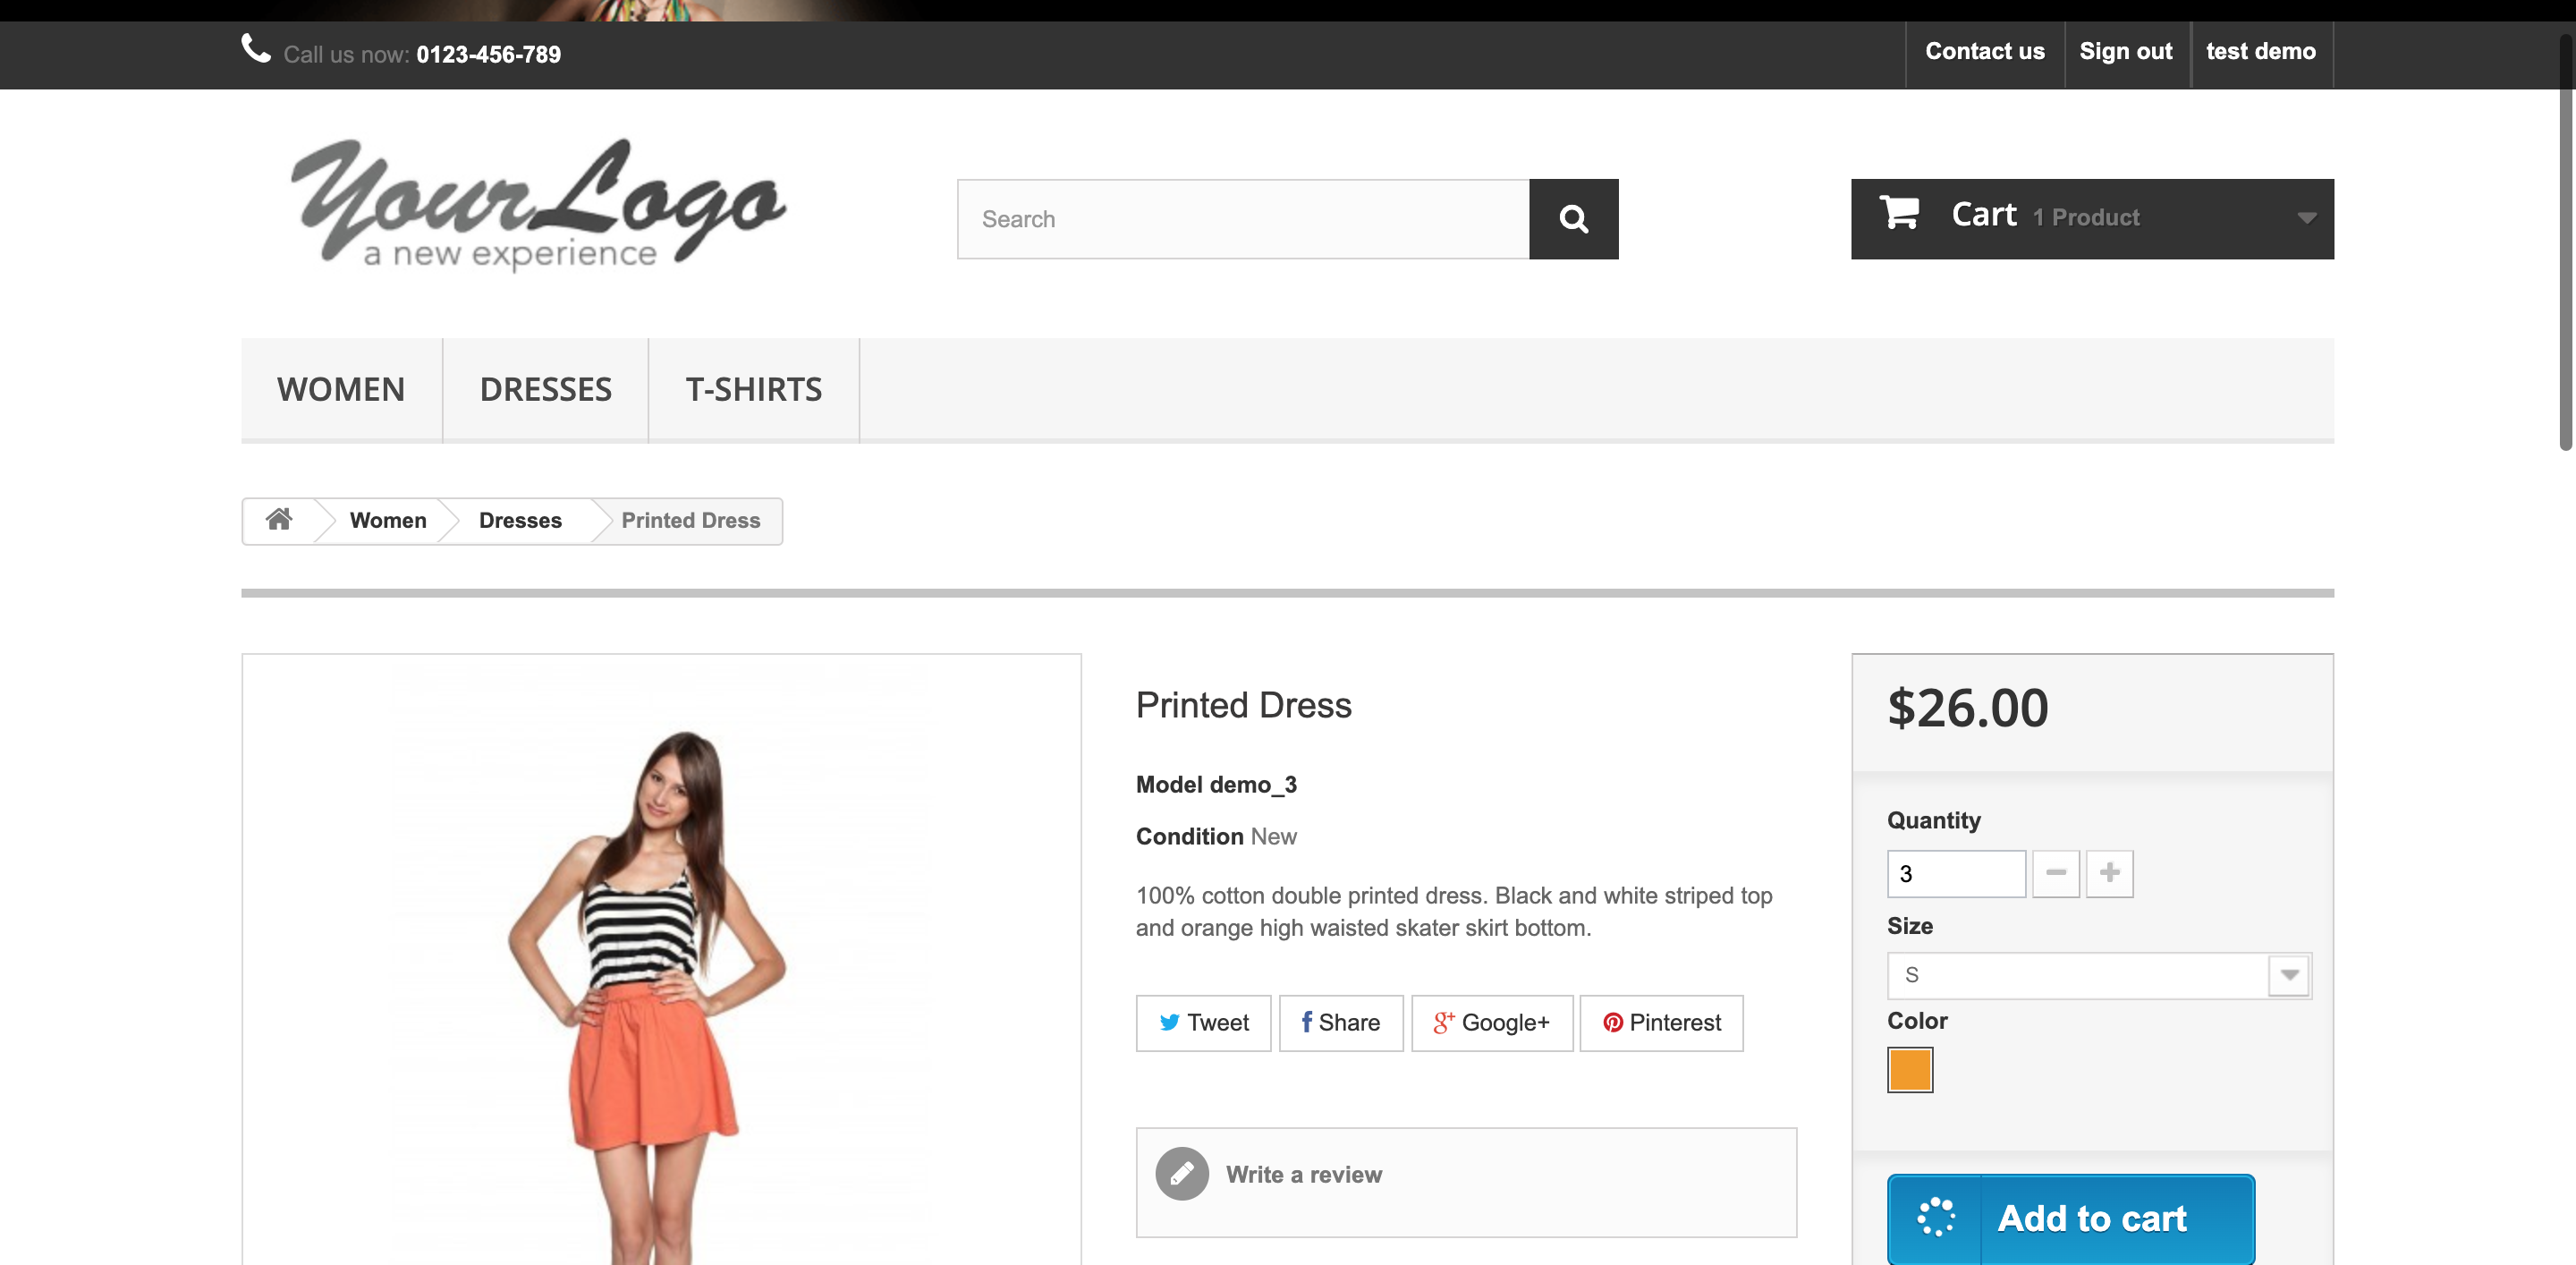 Call us now: 0123-456-789
Contact us
Sign out
test demo
YourLogo
a new experience
Search
Cart 1 Product
WOMEN
DRESSES
T-SHIRTS
Women
Dresses
Printed Dress
Printed Dress
Model demo_3
Condition New
100% cotton double printed dress. Black and white striped top
and orange high waisted skater skirt bottom.
Tweet
Share
Google+
Pinterest
Write a review
$26.00
Quantity
3
Size
S
Color
Add to cart